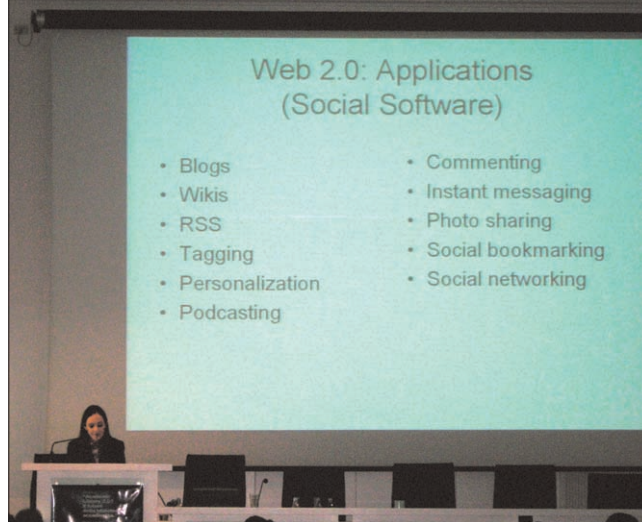 Web 2.0: Applications
(Social Software)
• Blogs
• Wikis
• RSS
• Tagging
• Personalization
• Podcasting
• Commenting
• Instant messaging
• Photo sharing
• Social bookmarking
• Social networking